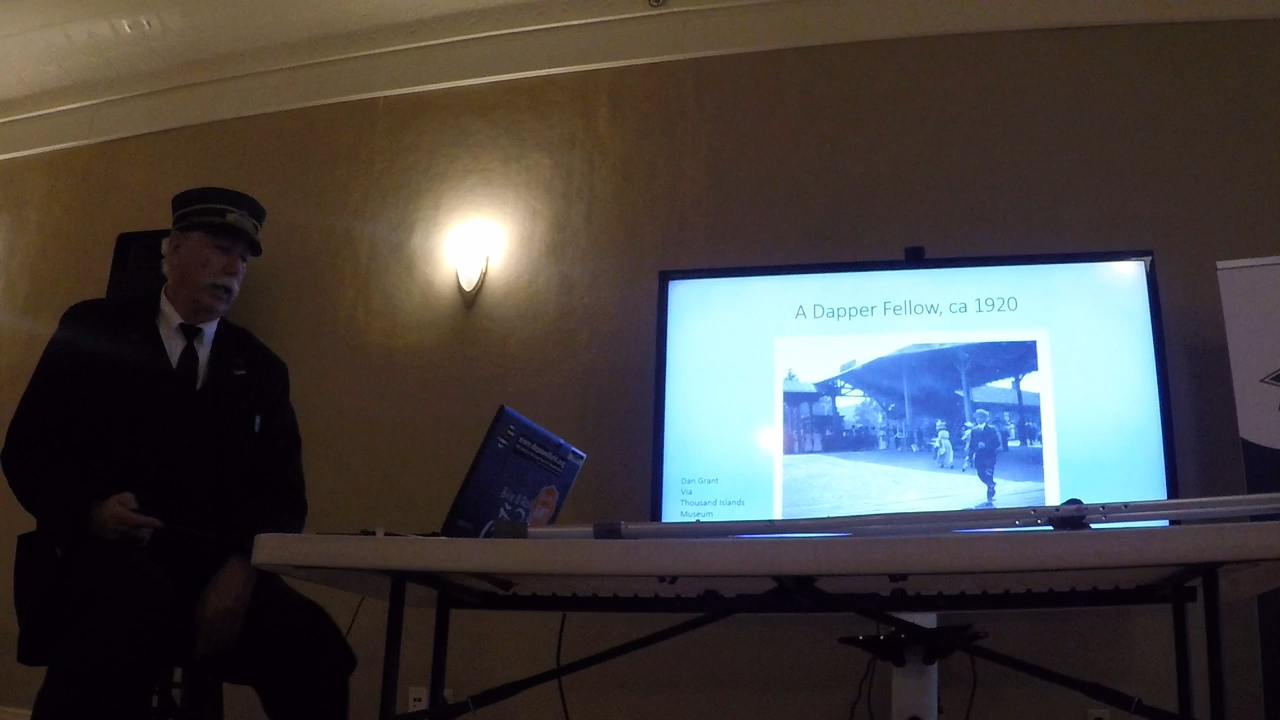 A Dapper Fellow, ca 1920
Dan Grant
Via
Thousand Islands
Museum